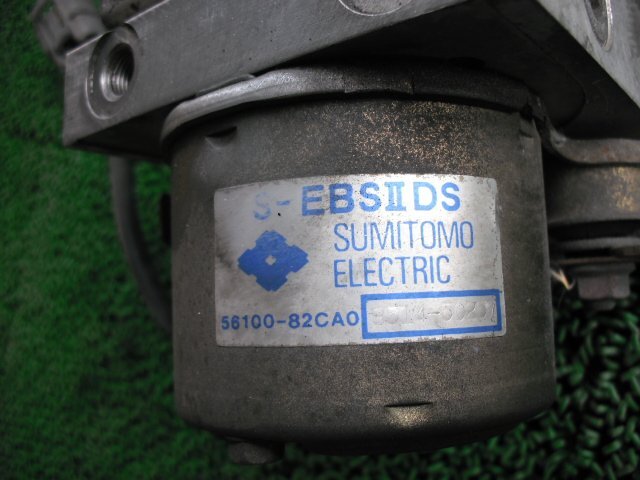 S-EBSⅡDS
SUMITOMO
ELECTRIC
56100-82CA0